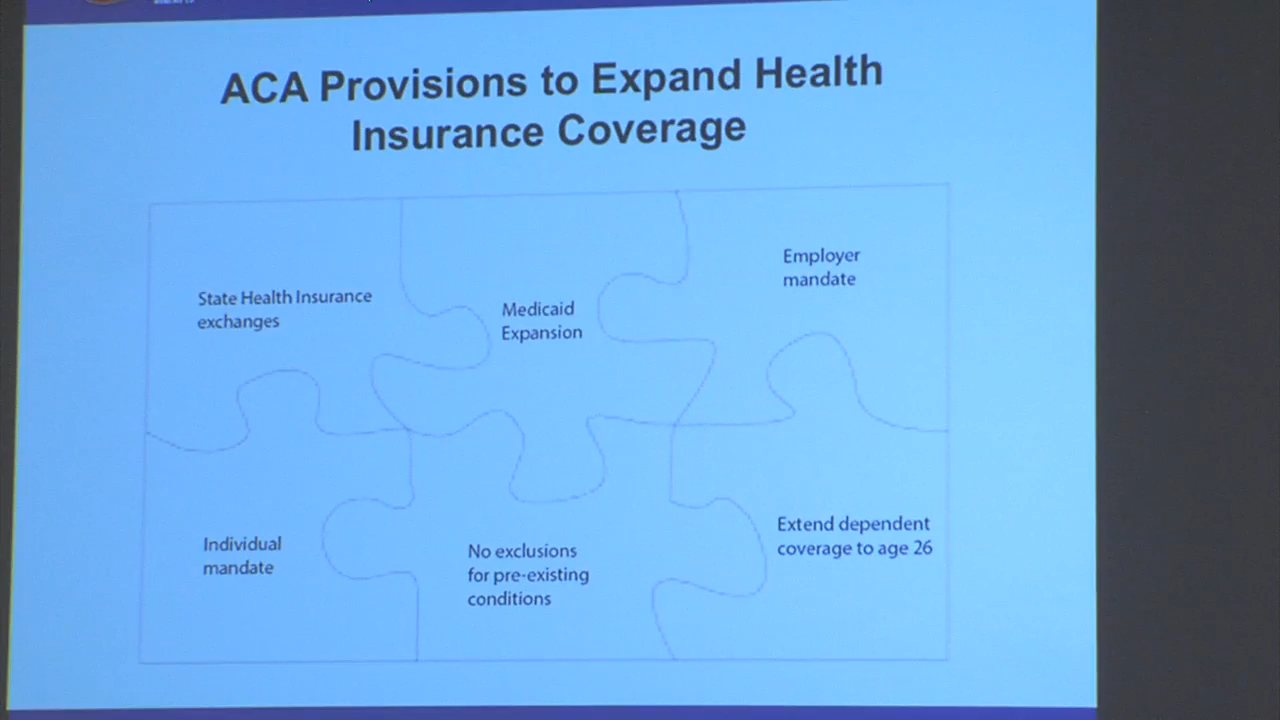 ACA Provisions to Expand Health
Insurance Coverage
State Health Insurance
exchanges
Medicaid
Expansion
Employer
mandate
Individual
mandate
No exclusions
for pre-existing
conditions
Extend dependent
coverage to age 26